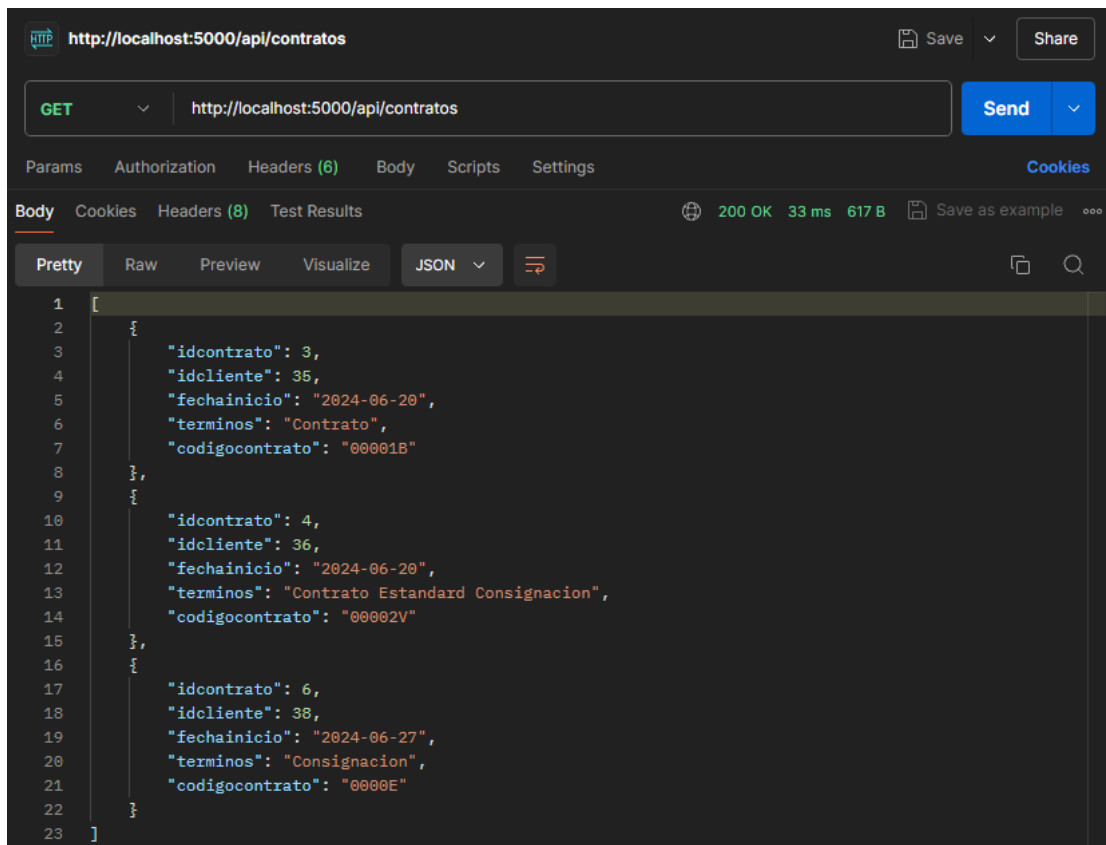 HTTP http://localhost:5000/api/contratos Save Share
GET http://localhost:5000/api/contratos Send
Params Authorization Headers (6) Body Scripts Settings Cookies
Body Cookies Headers (8) Test Results 200 OK 33 ms 617 B Save as example
Pretty Raw Preview Visualize JSON
1 [
2 {
3 "idcontrato": 3,
4 "idcliente": 35,
5 "fechainicio": "2024-06-20",
6 "terminos": "Contrato",
7 "codigocontrato": "00001B"
8 },
9 {
10 "idcontrato": 4,
11 "idcliente": 36,
12 "fechainicio": "2024-06-20",
13 "terminos": "Contrato Estandard Consignacion",
14 "codigocontrato": "00002V"
15 },
16 {
17 "idcontrato": 6,
18 "idcliente": 38,
19 "fechainicio": "2024-06-27",
20 "terminos": "Consignacion",
21 "codigocontrato": "0000E"
22 }
23 ]